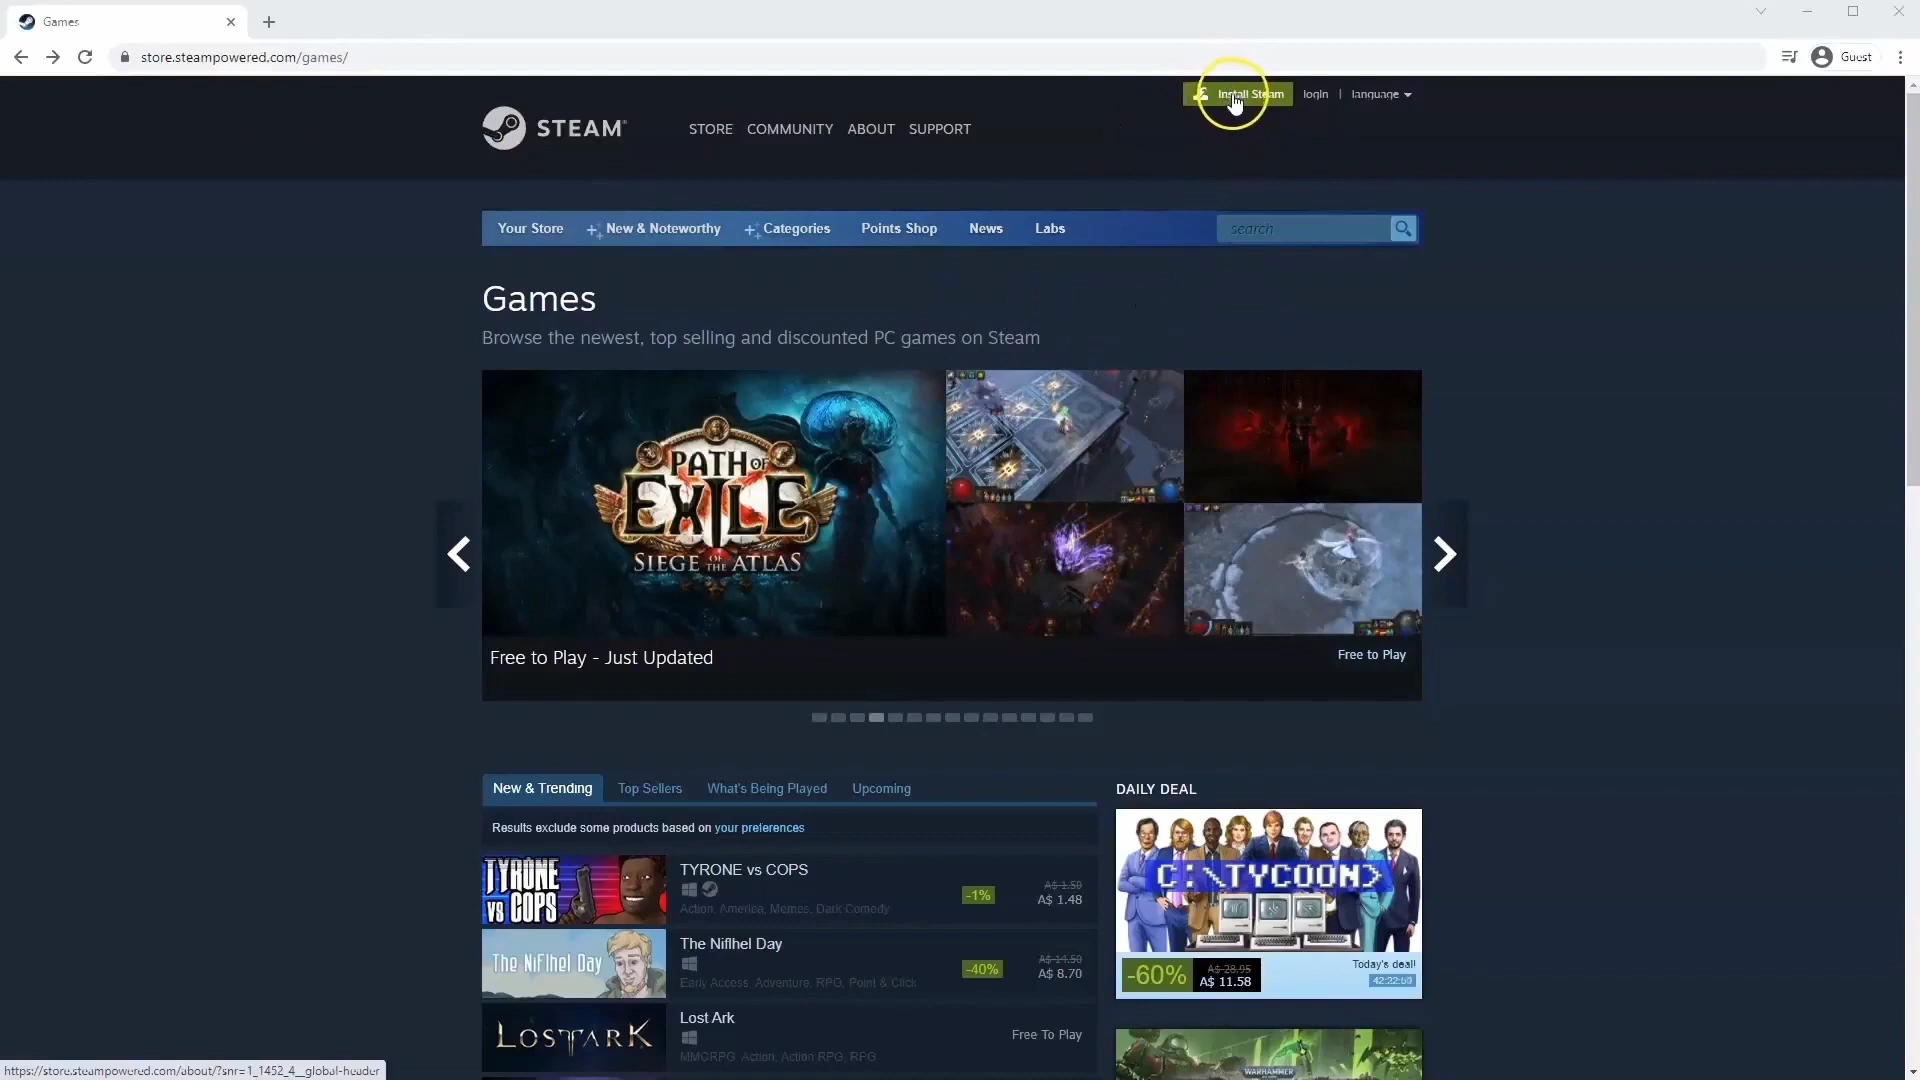 Games
store.steampowered.com/games/
Guest
Install Steam
login | language
STEAM
STORE COMMUNITY ABOUT SUPPORT
Your Store New & Noteworthy Categories Points Shop News Labs
search
Games
Browse the newest, top selling and discounted PC games on Steam
PATH OF
EXILE
SIEGE OF THE ATLAS
Free to Play - Just Updated
Free to Play
New & Trending Top Sellers What's Being Played Upcoming
Results exclude some products based on your preferences
TYRONE
VS COPS
TYRONE vs COPS
-1%
A$ 1.50
A$ 1.48
Action, America, Memes, Dark Comedy
The Niflhel Day
The Niflhel Day
-40%
A$ 14.50
A$ 8.70
Early Access, Adventure, RPG, Point & Click
LOST ARK
Lost Ark
Free To Play
MMORPG, Action, Action RPG, RPG
DAILY DEAL
C:\TYCOON>
-60%
A$ 28.95
A$ 11.58
Today's deal!
42:22:00
WARHAMMER
https://store.steampowered.com/about/?snr=1_1452_4__global-header